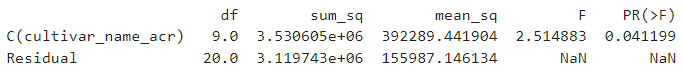 df sum_sq mean_sq F PR(>F)
C(cultivar_name_acr) 9.0 3.530605e+06 392289.441904 2.514883 0.041199
Residual 20.0 3.119743e+06 155987.146134 NaN NaN